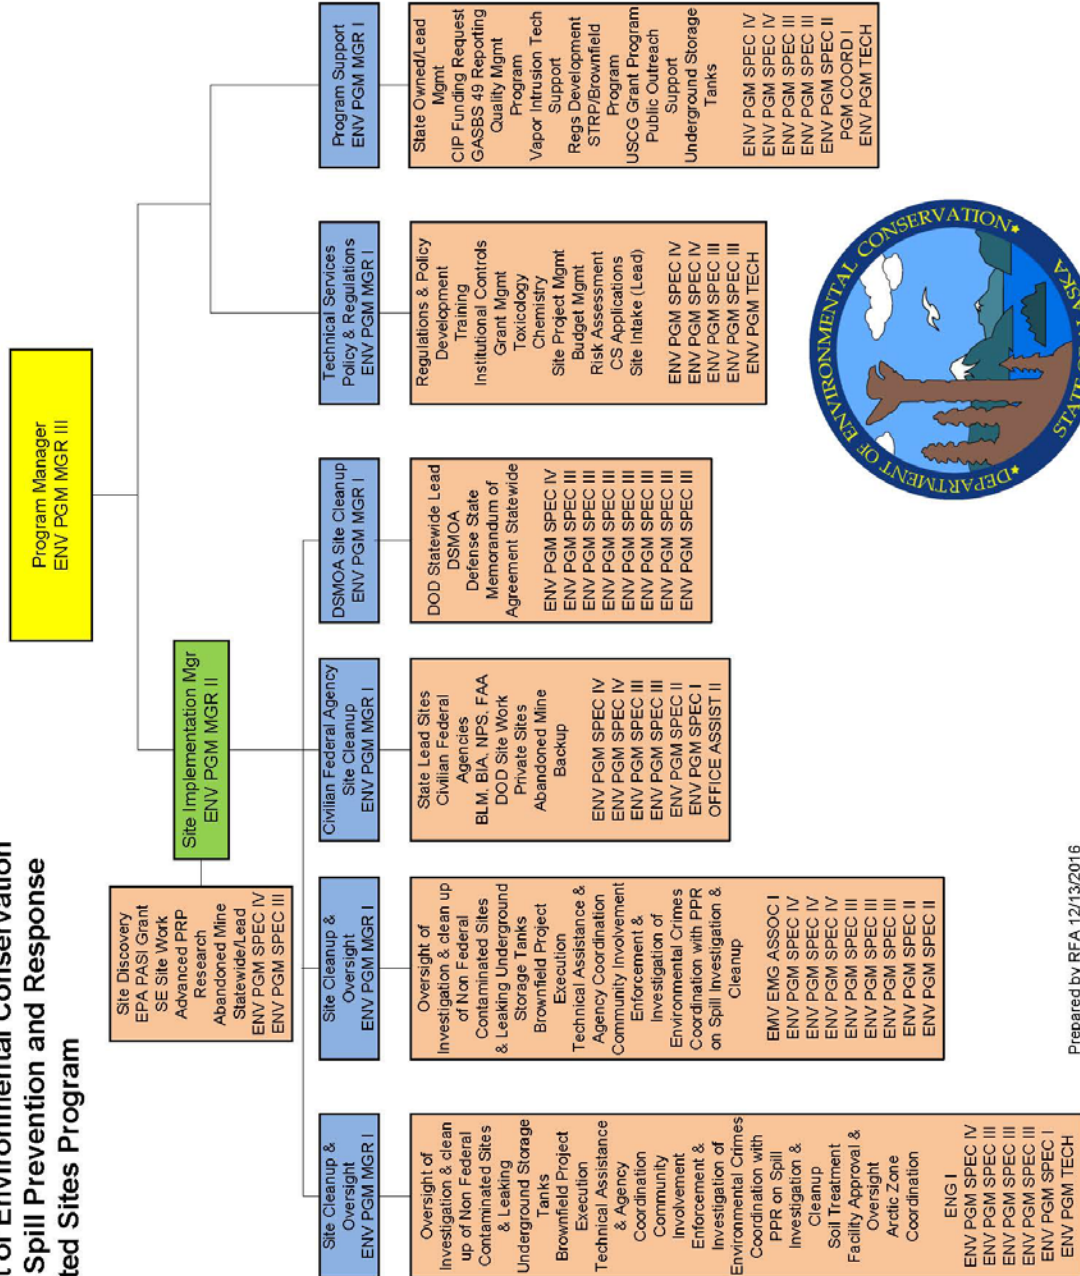 t of Environmental Conservation
Spill Prevention and Response
ted Sites Program
Program Manager
ENV PGM MGR III
Site Discovery
EPA PASI Grant
SE Site Work
Advanced PRP
Research
Abandoned Mine
Statewide/Lead
ENV PGM SPEC IV
ENV PGM SPEC III
Site Implementation Mgr
ENV PGM MGR II
Site Cleanup &
Oversight
ENV PGM MGR I
Oversight of
Investigation & clean
up of Non Federal
Contaminated Sites
& Leaking
Underground Storage
Tanks
Brownfield Project
Execution
Technical Assistance
& Agency
Coordination
Community
Involvement
Enforcement &
Investigation of
Environmental Crimes
Coordination with
PPR on Spill
Investigation &
Cleanup
Soil Treatment
Facility Approval &
Oversight
Arctic Zone
Coordination
ENG I
ENV PGM SPEC IV
ENV PGM SPEC III
ENV PGM SPEC III
ENV PGM SPEC III
ENV PGM SPEC I
ENV PGM TECH
Site Cleanup &
Oversight
ENV PGM MGR I
Oversight of
Investigation & clean up
of Non Federal
Contaminated Sites
& Leaking Underground
Storage Tanks
Brownfield Project
Execution
Technical Assistance &
Agency Coordination
Community Involvement
Enforcement &
Investigation of
Environmental Crimes
Coordination with PPR
on Spill Investigation &
Cleanup
EMV EMG ASSOC I
ENV PGM SPEC IV
ENV PGM SPEC IV
ENV PGM SPEC III
ENV PGM SPEC III
ENV PGM SPEC III
ENV PGM SPEC II
ENV PGM SPEC II
Civilian Federal Agency
Site Cleanup
ENV PGM MGR I
State Lead Sites
Civilian Federal
Agencies
BLM, BIA, NPS, FAA
DOD Site Work
Private Sites
Abandoned Mine
Backup
ENV PGM SPEC IV
ENV PGM SPEC IV
ENV PGM SPEC III
ENV PGM SPEC III
ENV PGM SPEC II
ENV PGM SPEC I
OFFICE ASSIST II
DSMOA Site Cleanup
ENV PGM MGR I
DOD Statewide Lead
DSMOA
Defense State
Memorandum of
Agreement Statewide
ENV PGM SPEC IV
ENV PGM SPEC III
ENV PGM SPEC III
ENV PGM SPEC III
ENV PGM SPEC III
ENV PGM SPEC III
ENV PGM SPEC III
ENV PGM SPEC III
Technical Services
Policy & Regulations
ENV PGM MGR I
Regulations & Policy
Development
Training
Institutional Controls
Grant Mgmt
Toxicology
Chemistry
Site Project Mgmt
Budget Mgmt
Risk Assessment
CS Applications
Site Intake (Lead)
ENV PGM SPEC IV
ENV PGM SPEC IV
ENV PGM SPEC III
ENV PGM SPEC III
ENV PGM TECH
Program Support
ENV PGM MGR I
State Owned/Lead
Mgmt
CIP Funding Request
GASBS 49 Reporting
Quality Mgmt
Program
Vapor Intrusion Tech
Support
Regs Development
STRP/Brownfield
Program
USCG Grant Program
Public Outreach
Support
Underground Storage
Tanks
ENV PGM SPEC IV
ENV PGM SPEC IV
ENV PGM SPEC III
ENV PGM SPEC III
ENV PGM SPEC II
PGM COORD I
ENV PGM TECH
DEPARTMENT OF ENVIRONMENTAL CONSERVATION
Prepared by RFA 12/13/2016